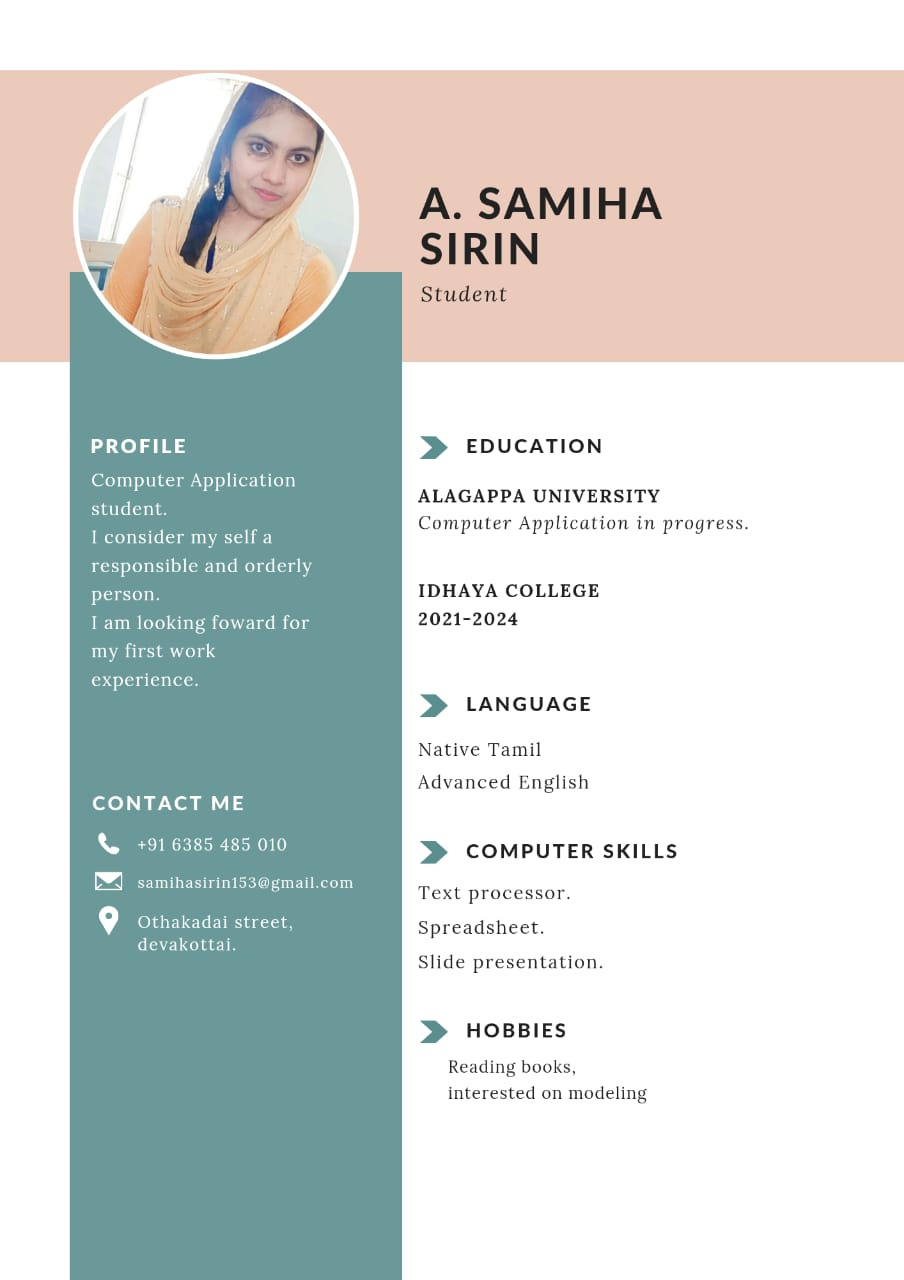 A. SAMIHA
SIRIN
Student
PROFILE
Computer Application
student.
I consider my self a
responsible and orderly
person.
I am looking foward for
my first work
experience.
CONTACT ME
+91 6385 485 010
samihasirin153@gmail.com
Othakadai street,
devakottai.
EDUCATION
ALAGAPPA UNIVERSITY
Computer Application in progress.
IDHAYA COLLEGE
2021-2024
LANGUAGE
Native Tamil
Advanced English
COMPUTER SKILLS
Text processor.
Spreadsheet.
Slide presentation.
HOBBIES
Reading books,
interested on modeling